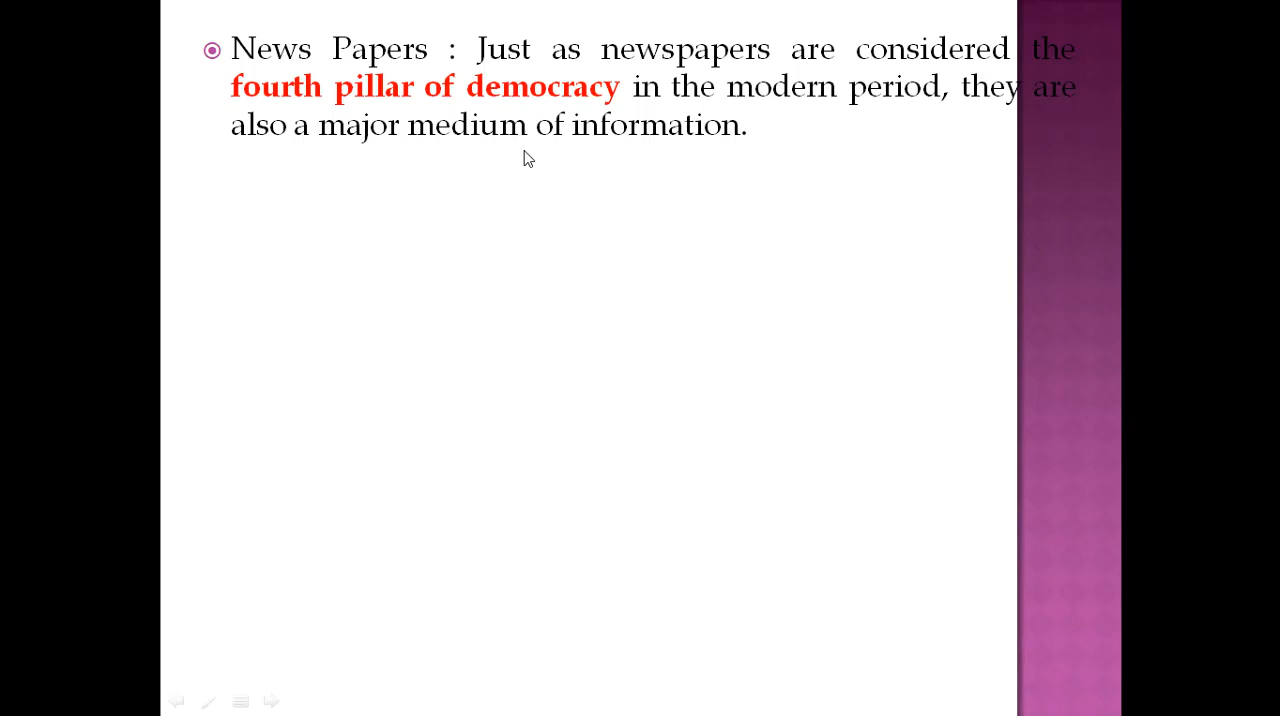 News Papers : Just as newspapers are considered the
fourth pillar of democracy in the modern period, they are
also a major medium of information.